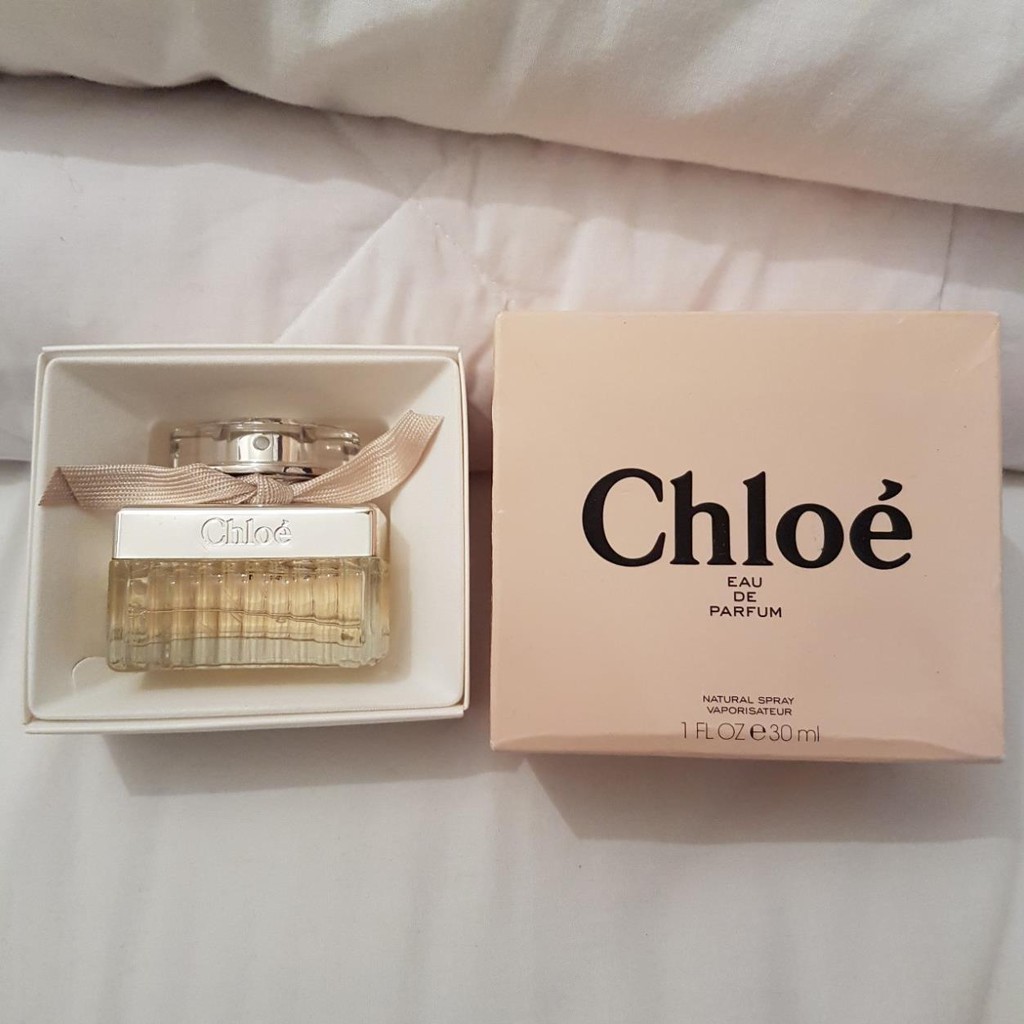 Chloé
Chloé
EAU
DE
PARFUM
NATURAL SPRAY
VAPORISATEUR
1 FL OZ e 30 ml